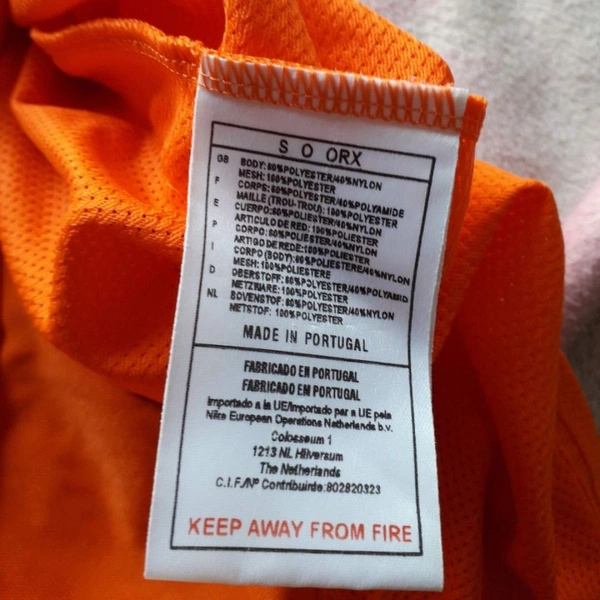 S O ORX
GB BODY:60%POLYESTER/40%NYLON
MESH:100%POLYESTER
F CORPS:60%POLYESTER/40%POLYAMIDE
MAILLE (TROU-TROU): 100%POLYESTER
E CUERPO:60%POLYESTER/40%NYLON
ARTICULO DE RED: 100%POLYESTER
P CORPO:60%POLIESTER/40%NYLON
ARTIGO DE REDE:100%POLIESTER
I CORPO (BODY):60%POLIESTERE/40%NYLON
MESH: 100%POLIESTERE
D OBERSTOFF: 60%POLYESTER/40%POLYAMID
NETZWARE: 100%POLYESTER
NL BOVENSTOF: 60%POLYESTER/40%NYLON
NETSTOF: 100%POLYESTER
MADE IN PORTUGAL
FABRICADO EN PORTUGAL
FABRICADO EM PORTUGAL
Importado a la UE/Importado par a UE pela
Nike European Operations Netherlands b.v.
Colosseum 1
1213 NL Hilversum
The Netherlands
C.I.F./Nº Contribuinte:802820323
KEEP AWAY FROM FIRE